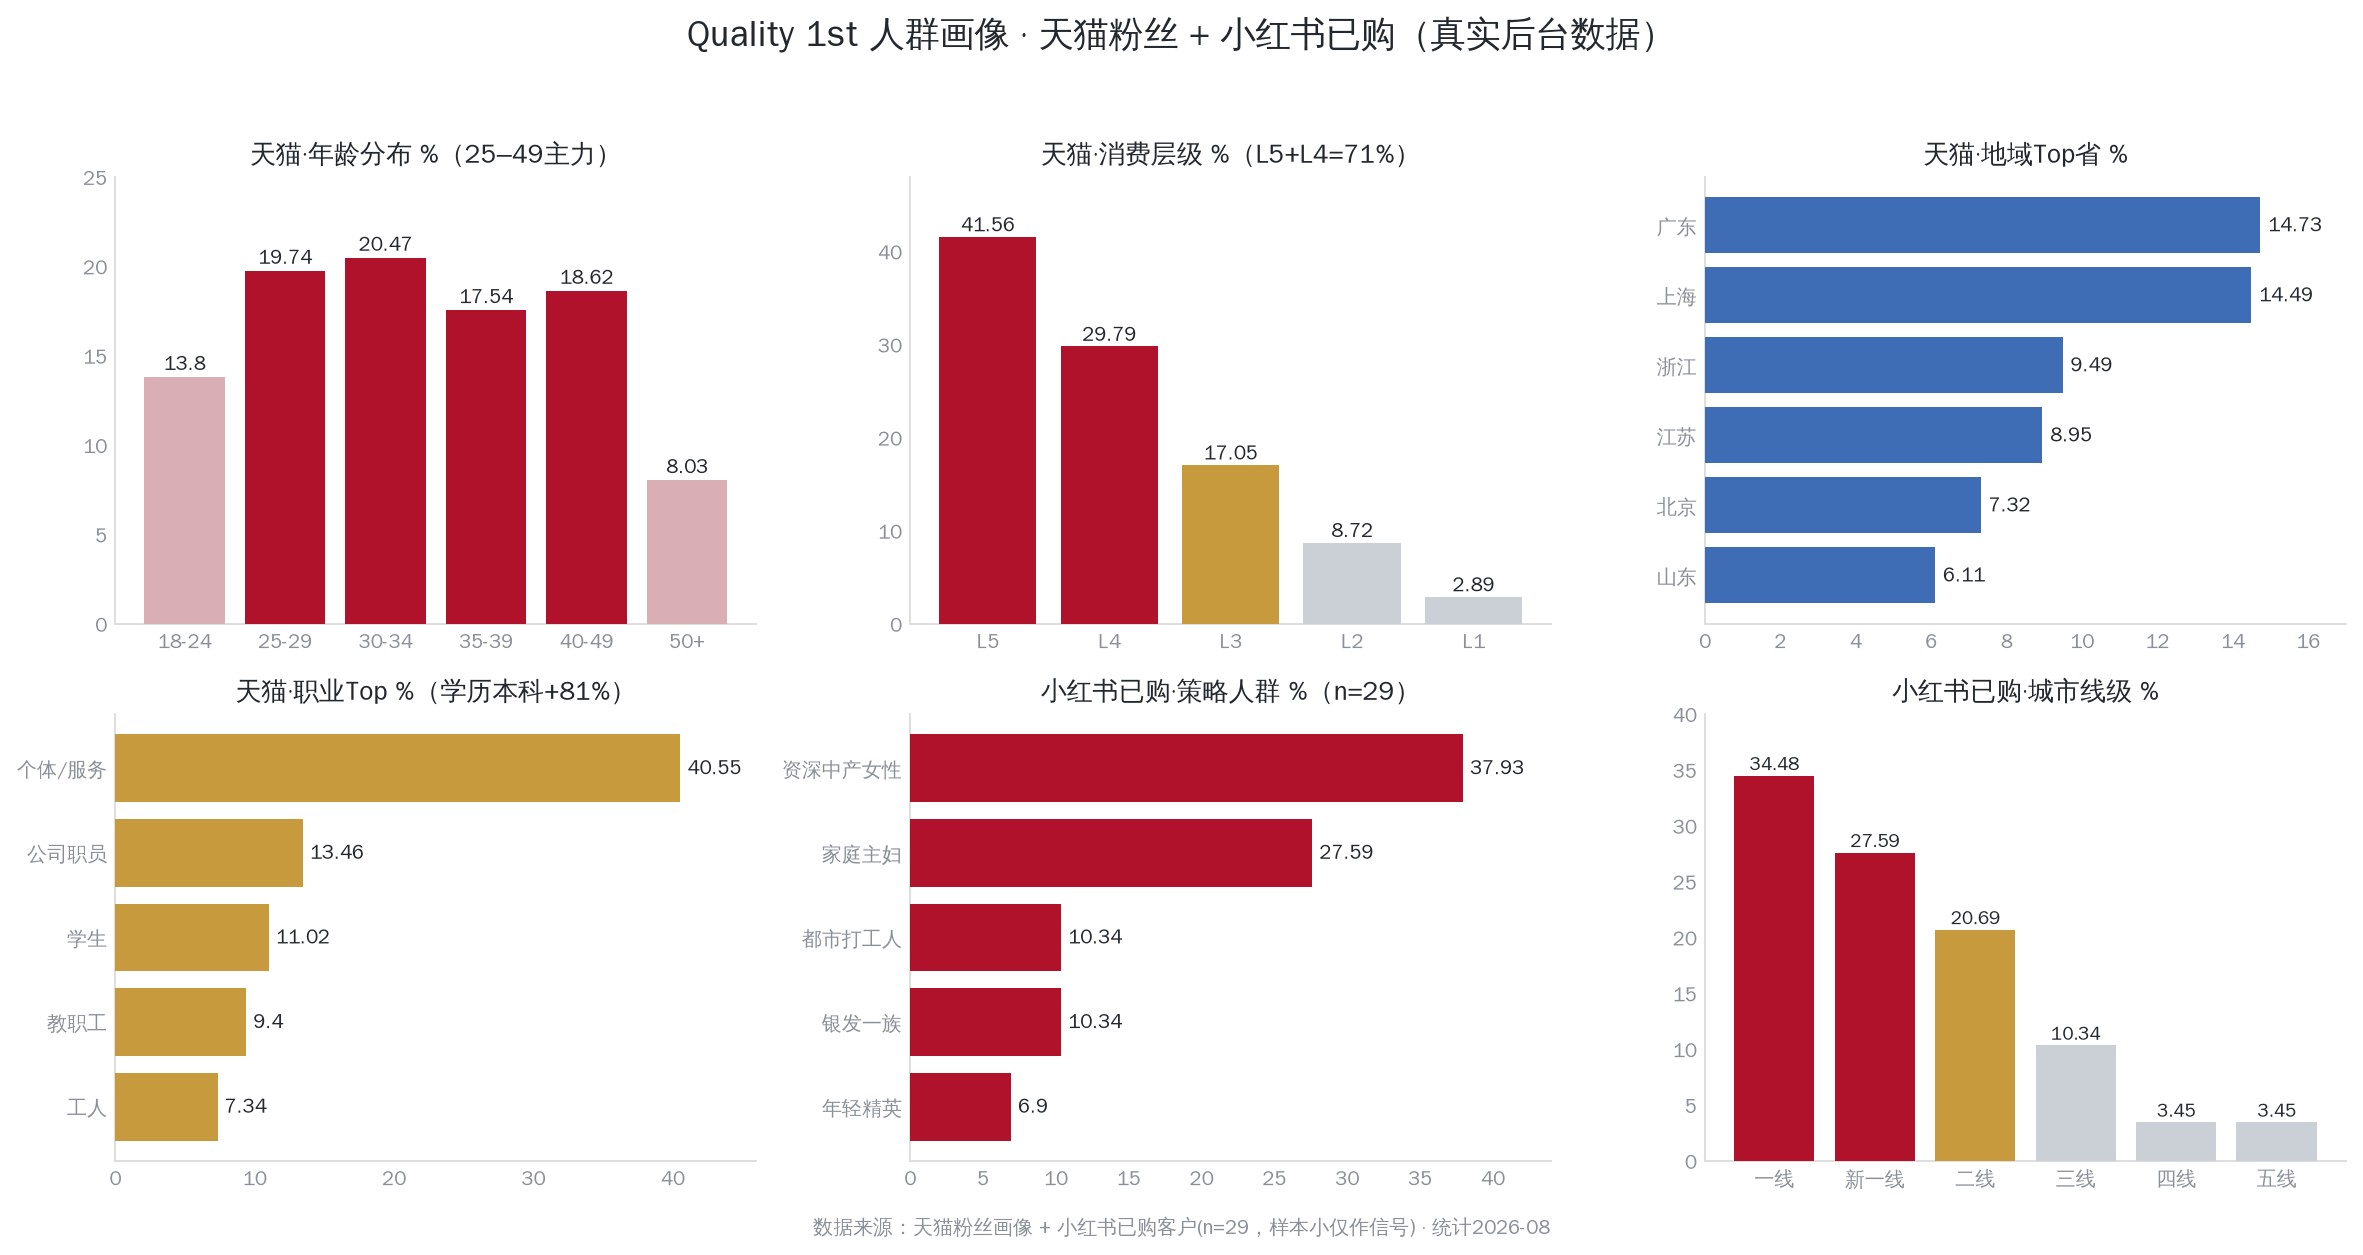 Quality 1st 人群画像 · 天猫粉丝 + 小红书已购（真实后台数据）
天猫·年龄分布 %（25–49主力）
25
20
15
10
5
0
13.8
19.74
20.47
17.54
18.62
8.03
18-24
25-29
30-34
35-39
40-49
50+
天猫·消费层级 %（L5+L4=71%）
40
30
20
10
0
41.56
29.79
17.05
8.72
2.89
L5
L4
L3
L2
L1
天猫·地域Top省 %
广东
14.73
上海
14.49
浙江
9.49
江苏
8.95
北京
7.32
山东
6.11
0
2
4
6
8
10
12
14
16
天猫·职业Top %（学历本科+81%）
个体/服务
40.55
公司职员
13.46
学生
11.02
教职工
9.4
工人
7.34
0
10
20
30
40
小红书已购·策略人群 %（n=29）
资深中产女性
37.93
家庭主妇
27.59
都市打工人
10.34
银发一族
10.34
年轻精英
6.9
0
5
10
15
20
25
30
35
40
小红书已购·城市线级 %
40
35
30
25
20
15
10
5
0
34.48
27.59
20.69
10.34
3.45
3.45
一线
新一线
二线
三线
四线
五线
数据来源：天猫粉丝画像 + 小红书已购客户(n=29，样本小仅作信号) · 统计2026-08